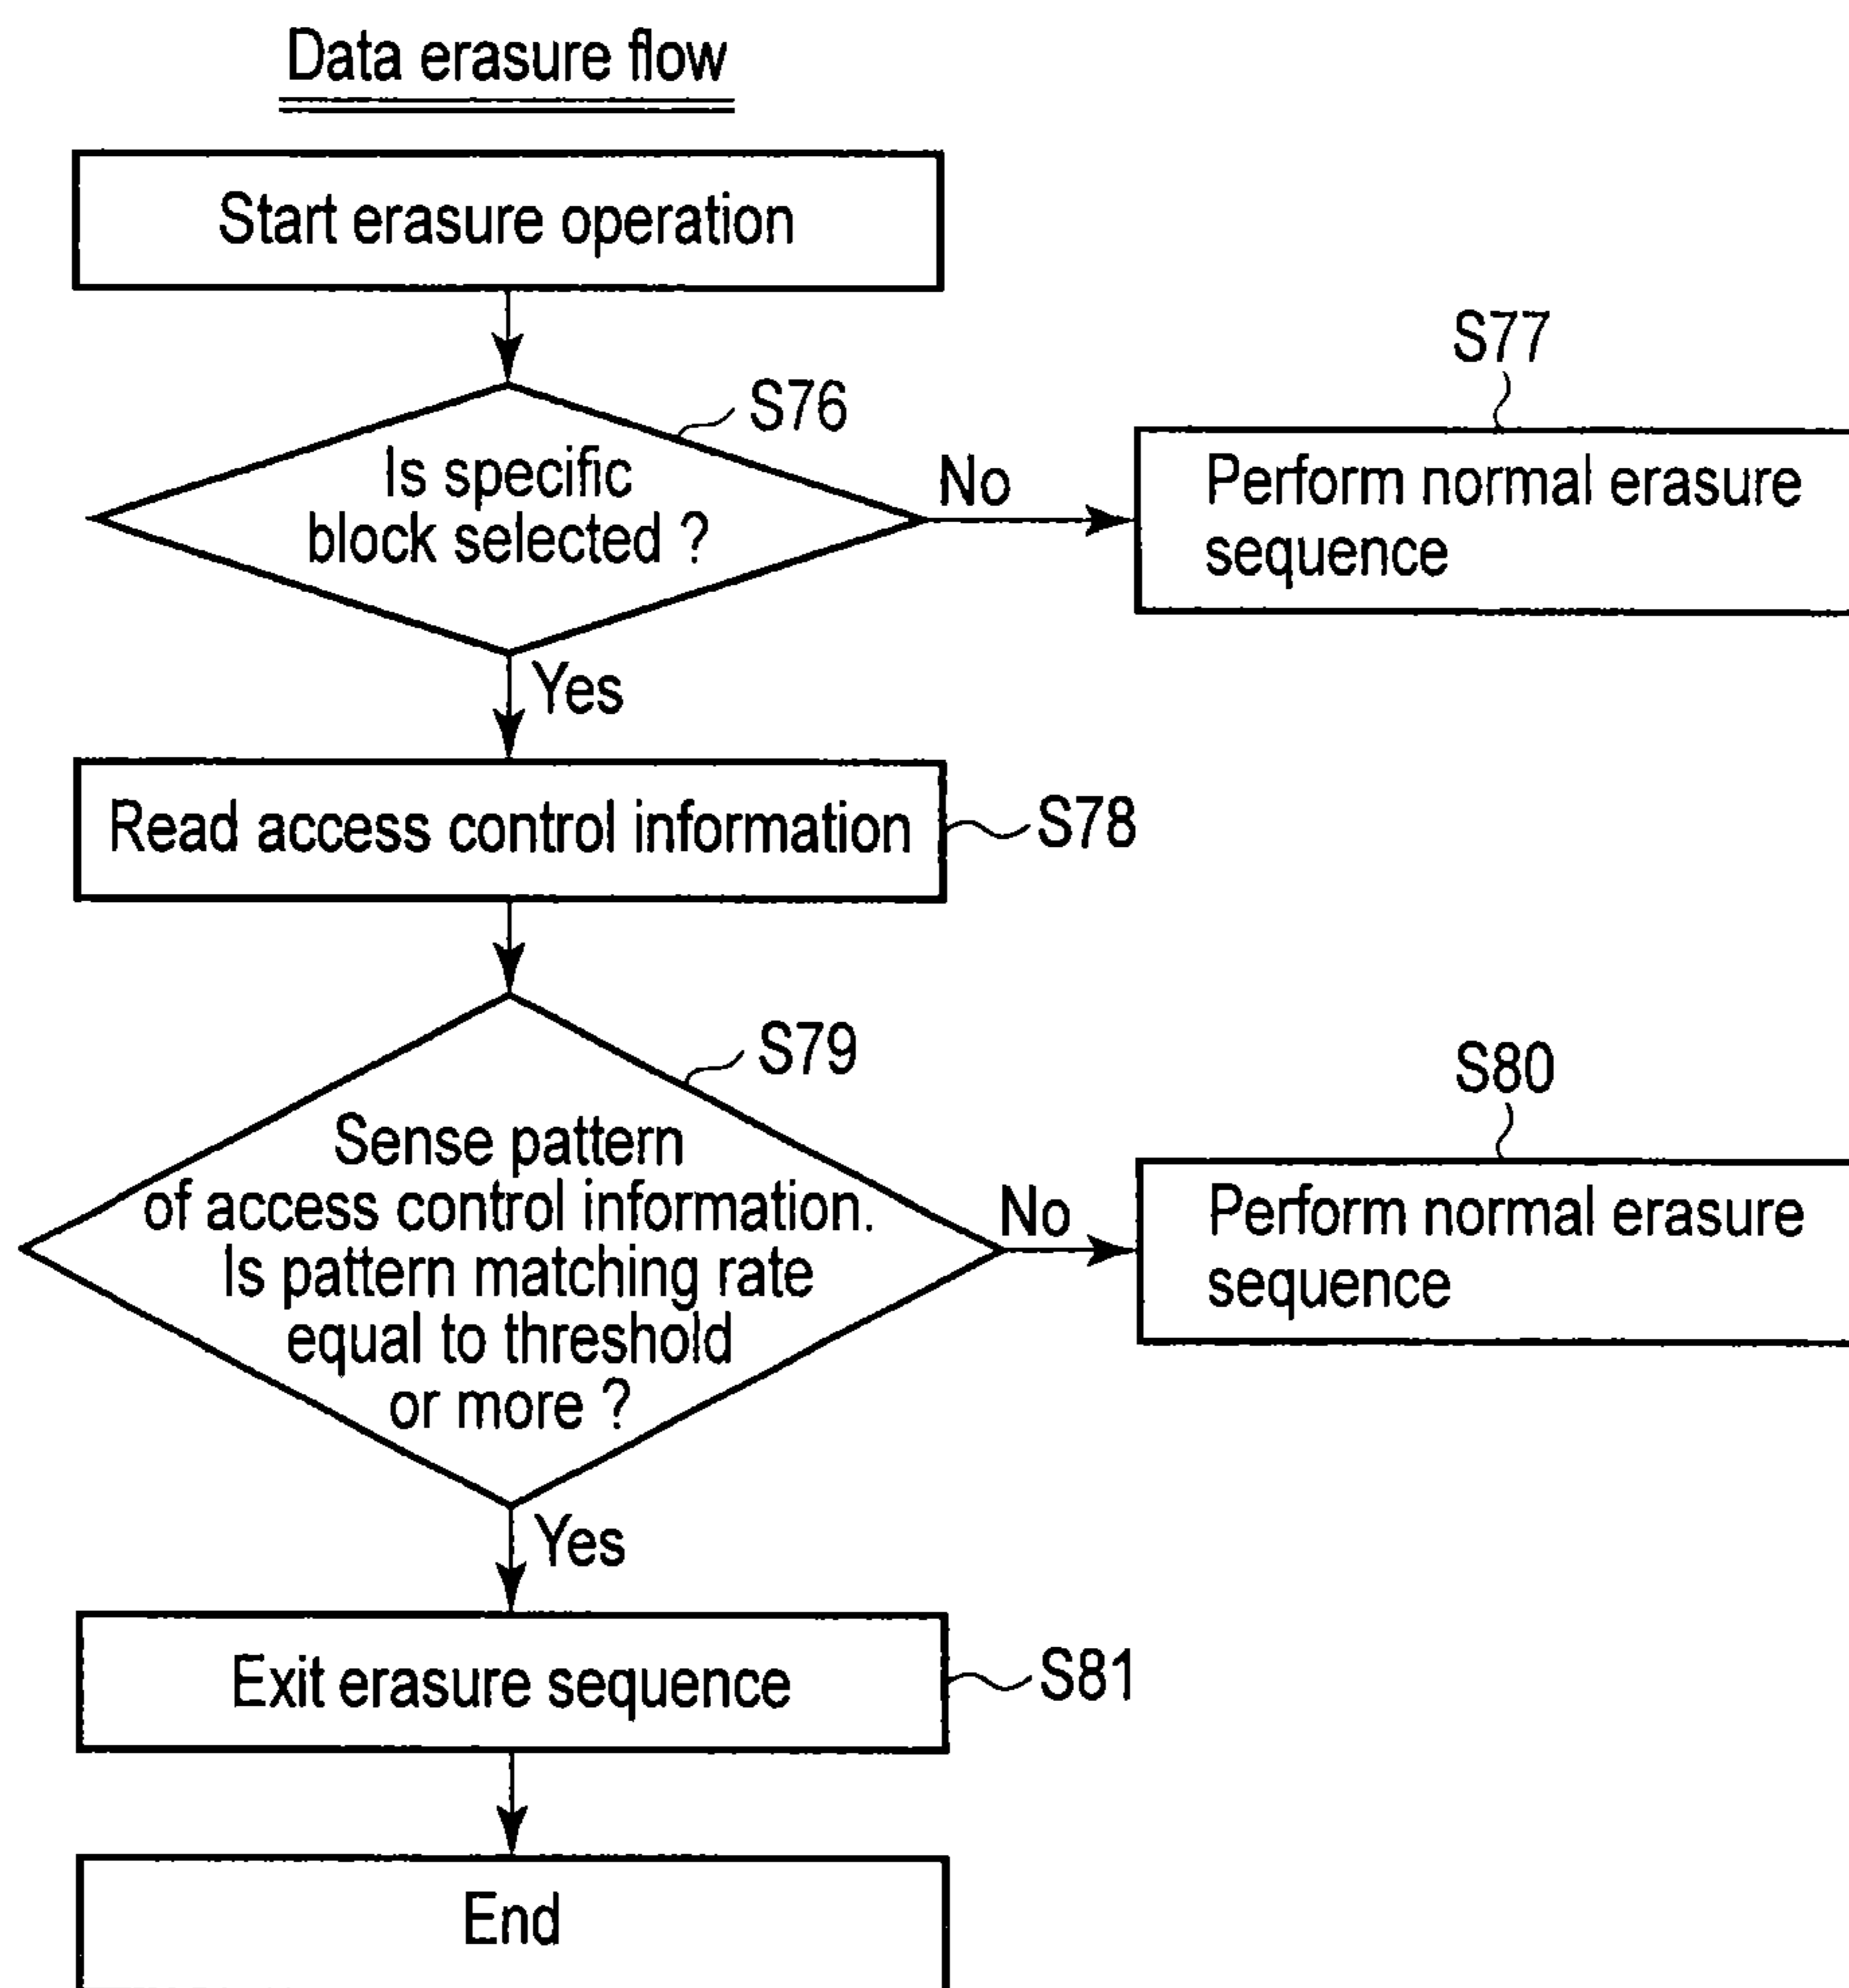 Data erasure flow
Start erasure operation
S76
S77
Is specific
block selected ?
No
Perform normal erasure
sequence
Yes
Read access control information
S78
S79
S80
Sense pattern
of access control information.
Is pattern matching rate
equal to threshold
or more ?
No
Perform normal erasure
sequence
Yes
Exit erasure sequence
S81
End